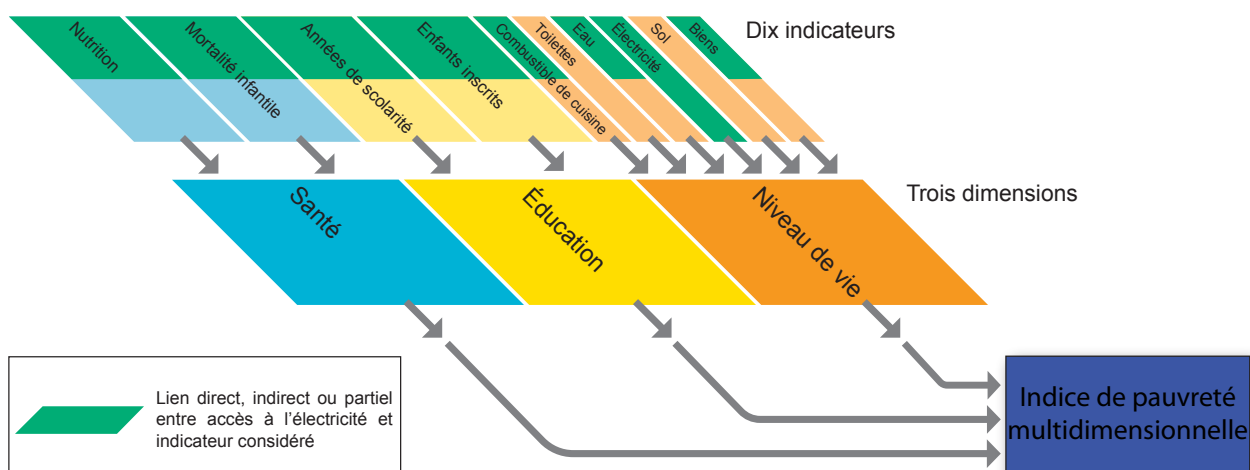 Nutrition
Mortalité infantile
Années de scolarité
Enfants inscrits
Combustible de cuisine
Toilettes
Eau
Électricité
Sol
Biens
Dix indicateurs
Santé
Éducation
Niveau de vie
Trois dimensions
Lien direct, indirect ou partiel
entre accès à l’électricité et
indicateur considéré
Indice de pauvreté
multidimensionnelle